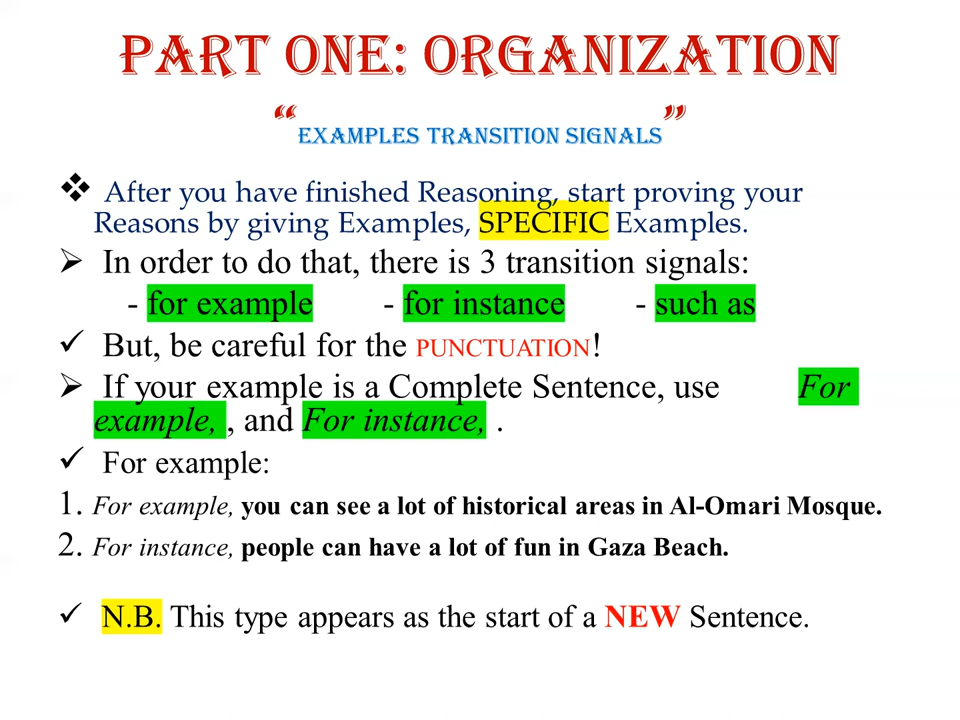 PART ONE: ORGANIZATION
“EXAMPLES TRANSITION SIGNALS”
❖ After you have finished Reasoning, start proving your
Reasons by giving Examples, SPECIFIC Examples.
➢ In order to do that, there is 3 transition signals:
- for example - for instance - such as
✓ But, be careful for the PUNCTUATION!
➢ If your example is a Complete Sentence, use For
example, , and For instance, .
✓ For example:
1. For example, you can see a lot of historical areas in Al-Omari Mosque.
2. For instance, people can have a lot of fun in Gaza Beach.
✓ N.B. This type appears as the start of a NEW Sentence.